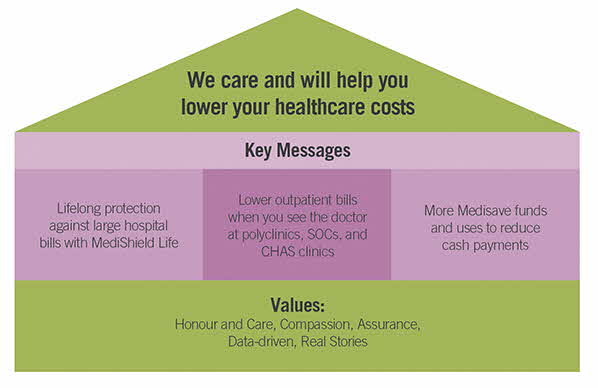 We care and will help you
lower your healthcare costs
Key Messages
Lifelong protection
against large hospital
bills with MediShield Life
Lower outpatient bills
when you see the doctor
at polyclinics, SOCs, and
CHAS clinics
More Medisave funds
and uses to reduce
cash payments
Values:
Honour and Care, Compassion, Assurance,
Data-driven, Real Stories